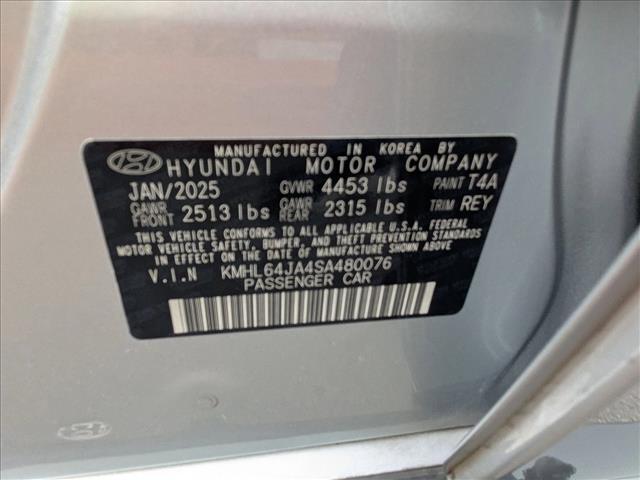 MANUFACTURED IN KOREA BY
HYUNDAI MOTOR COMPANY
JAN/2025 GVWR 4453 lbs PAINT T4A
GAWR FRONT 2513 lbs GAWR REAR 2315 lbs TRIM REY
THIS VEHICLE CONFORMS TO ALL APPLICABLE U.S.A. FEDERAL
MOTOR VEHICLE SAFETY, BUMPER, AND THEFT PREVENTION STANDARDS
IN EFFECT ON THE DATE OF MANUFACTURE SHOWN ABOVE.
V.I.N KMHL64JA4SA480076
PASSENGER CAR